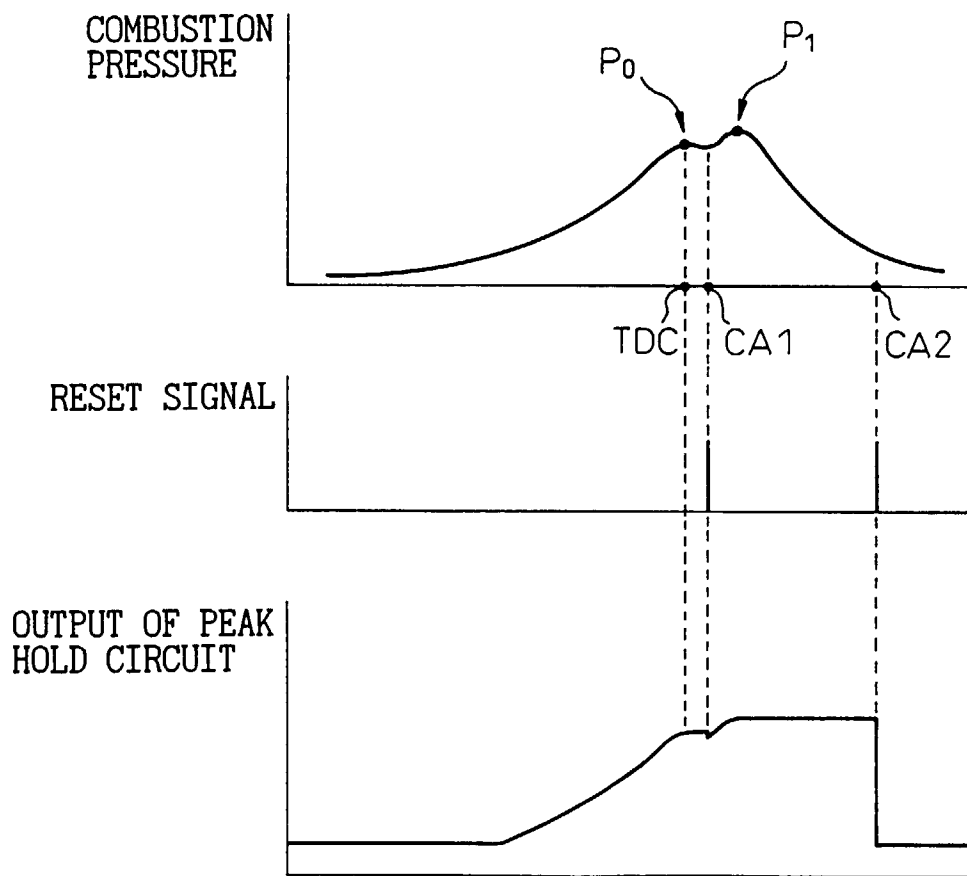 COMBUSTION
PRESSURE
P0
P1
TDC
CA1
CA2
RESET SIGNAL
OUTPUT OF PEAK
HOLD CIRCUIT